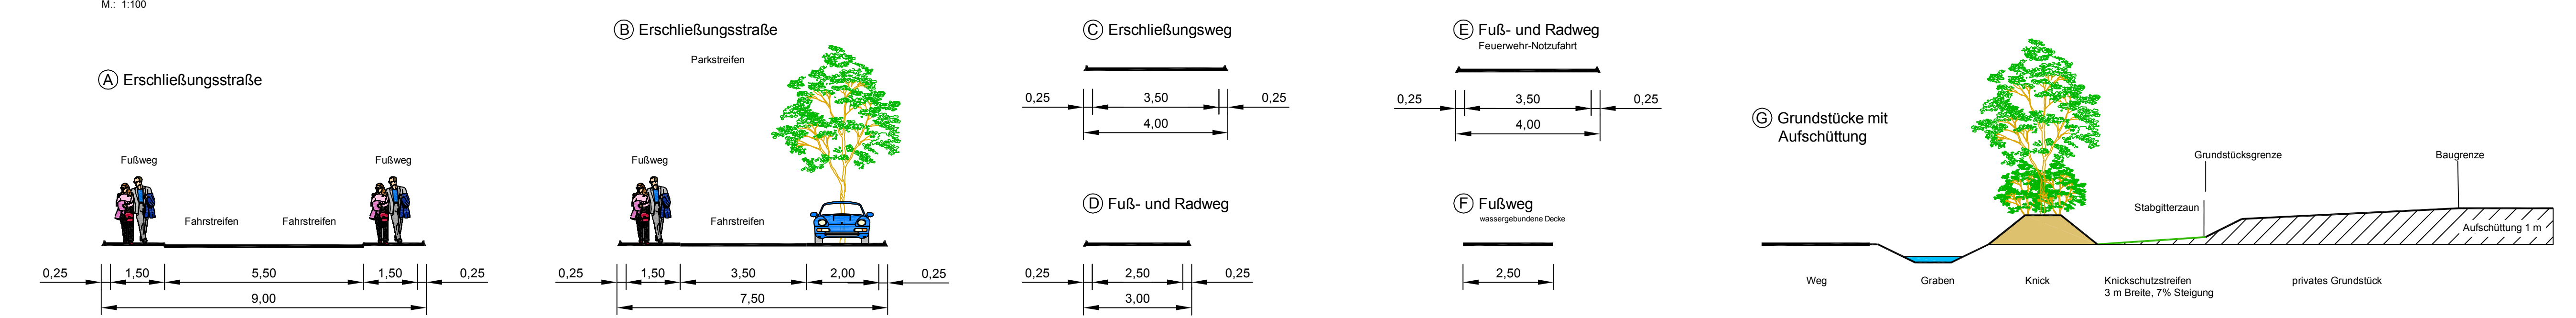 M.: 1:100
A Erschließungsstraße
Fußweg
Fußweg
Fahrstreifen
Fahrstreifen
0,25
1,50
5,50
1,50
0,25
9,00
B Erschließungsstraße
Parkstreifen
Fußweg
Fahrstreifen
0,25
1,50
3,50
2,00
0,25
7,50
C Erschließungsweg
0,25
3,50
0,25
4,00
D Fuß- und Radweg
0,25
2,50
0,25
3,00
E Fuß- und Radweg
Feuerwehr-Notzufahrt
0,25
3,50
0,25
4,00
F Fußweg
wassergebundene Decke
2,50
G Grundstücke mit
Aufschüttung
Grundstücksgrenze
Baugrenze
Stabgitterzaun
Aufschüttung 1 m
Weg
Graben
Knick
Knickschutzstreifen
3 m Breite, 7% Steigung
privates Grundstück